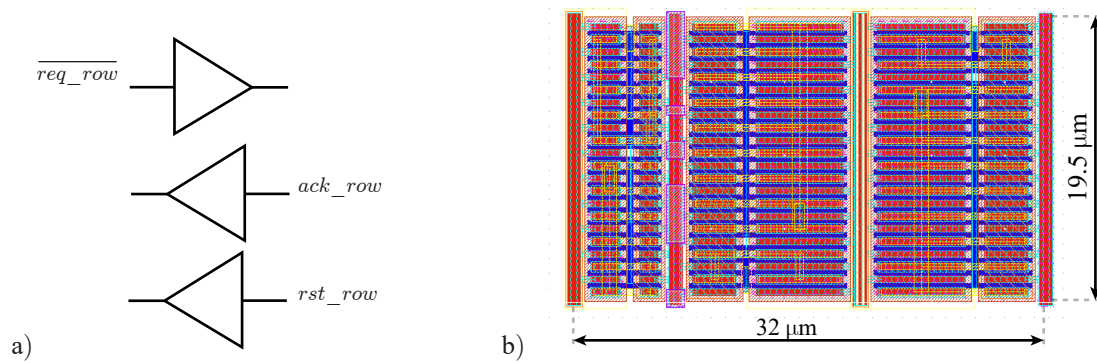 req_row
ack_row
rst_row
a)
b)
32 µm
19.5 µm